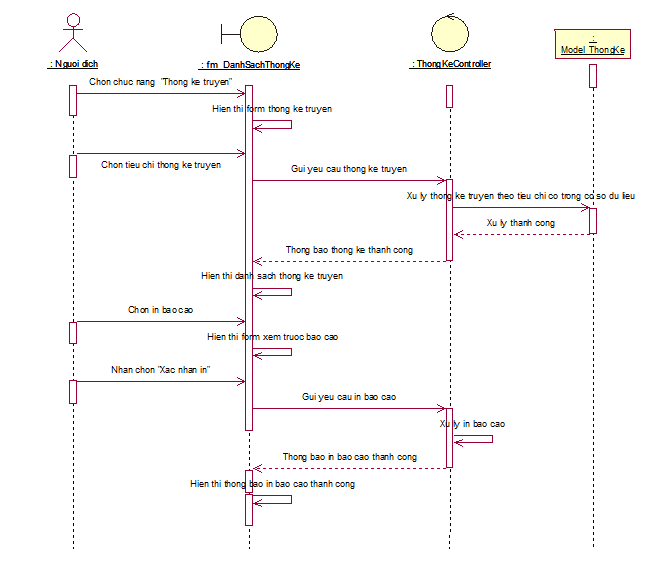 :
: Nguoi dich
: fm_DanhSachThongKe
: ThongKeController
Model_ThongKe
Chon chuc nang "Thong ke truyen"
Hien thi form thong ke truyen
Chon tieu chi thong ke truyen
Gui yeu cau thong ke truyen
Xu ly thong ke truyen theo tieu chi co trong co so du lieu
Xu ly thanh cong
Thong bao thong ke thanh cong
Hien thi danh sach thong ke truyen
Chon in bao cao
Hien thi form xem truoc bao cao
Nhan chon "Xac nhan in"
Gui yeu cau in bao cao
Xu ly in bao cao
Thong bao in bao cao thanh cong
Hien thi thong bao in bao cao thanh cong